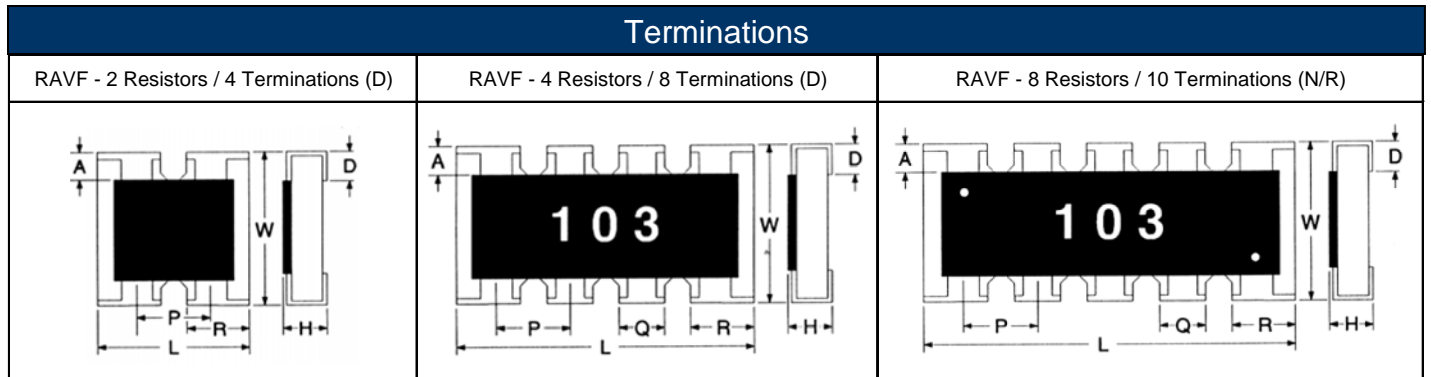 Terminations
RAVF - 2 Resistors / 4 Terminations (D)
RAVF - 4 Resistors / 8 Terminations (D)
RAVF - 8 Resistors / 10 Terminations (N/R)
A
D
W
P
R
H
L
A
D
103
W
P
Q
R
H
L
A
D
103
W
P
Q
R
H
L